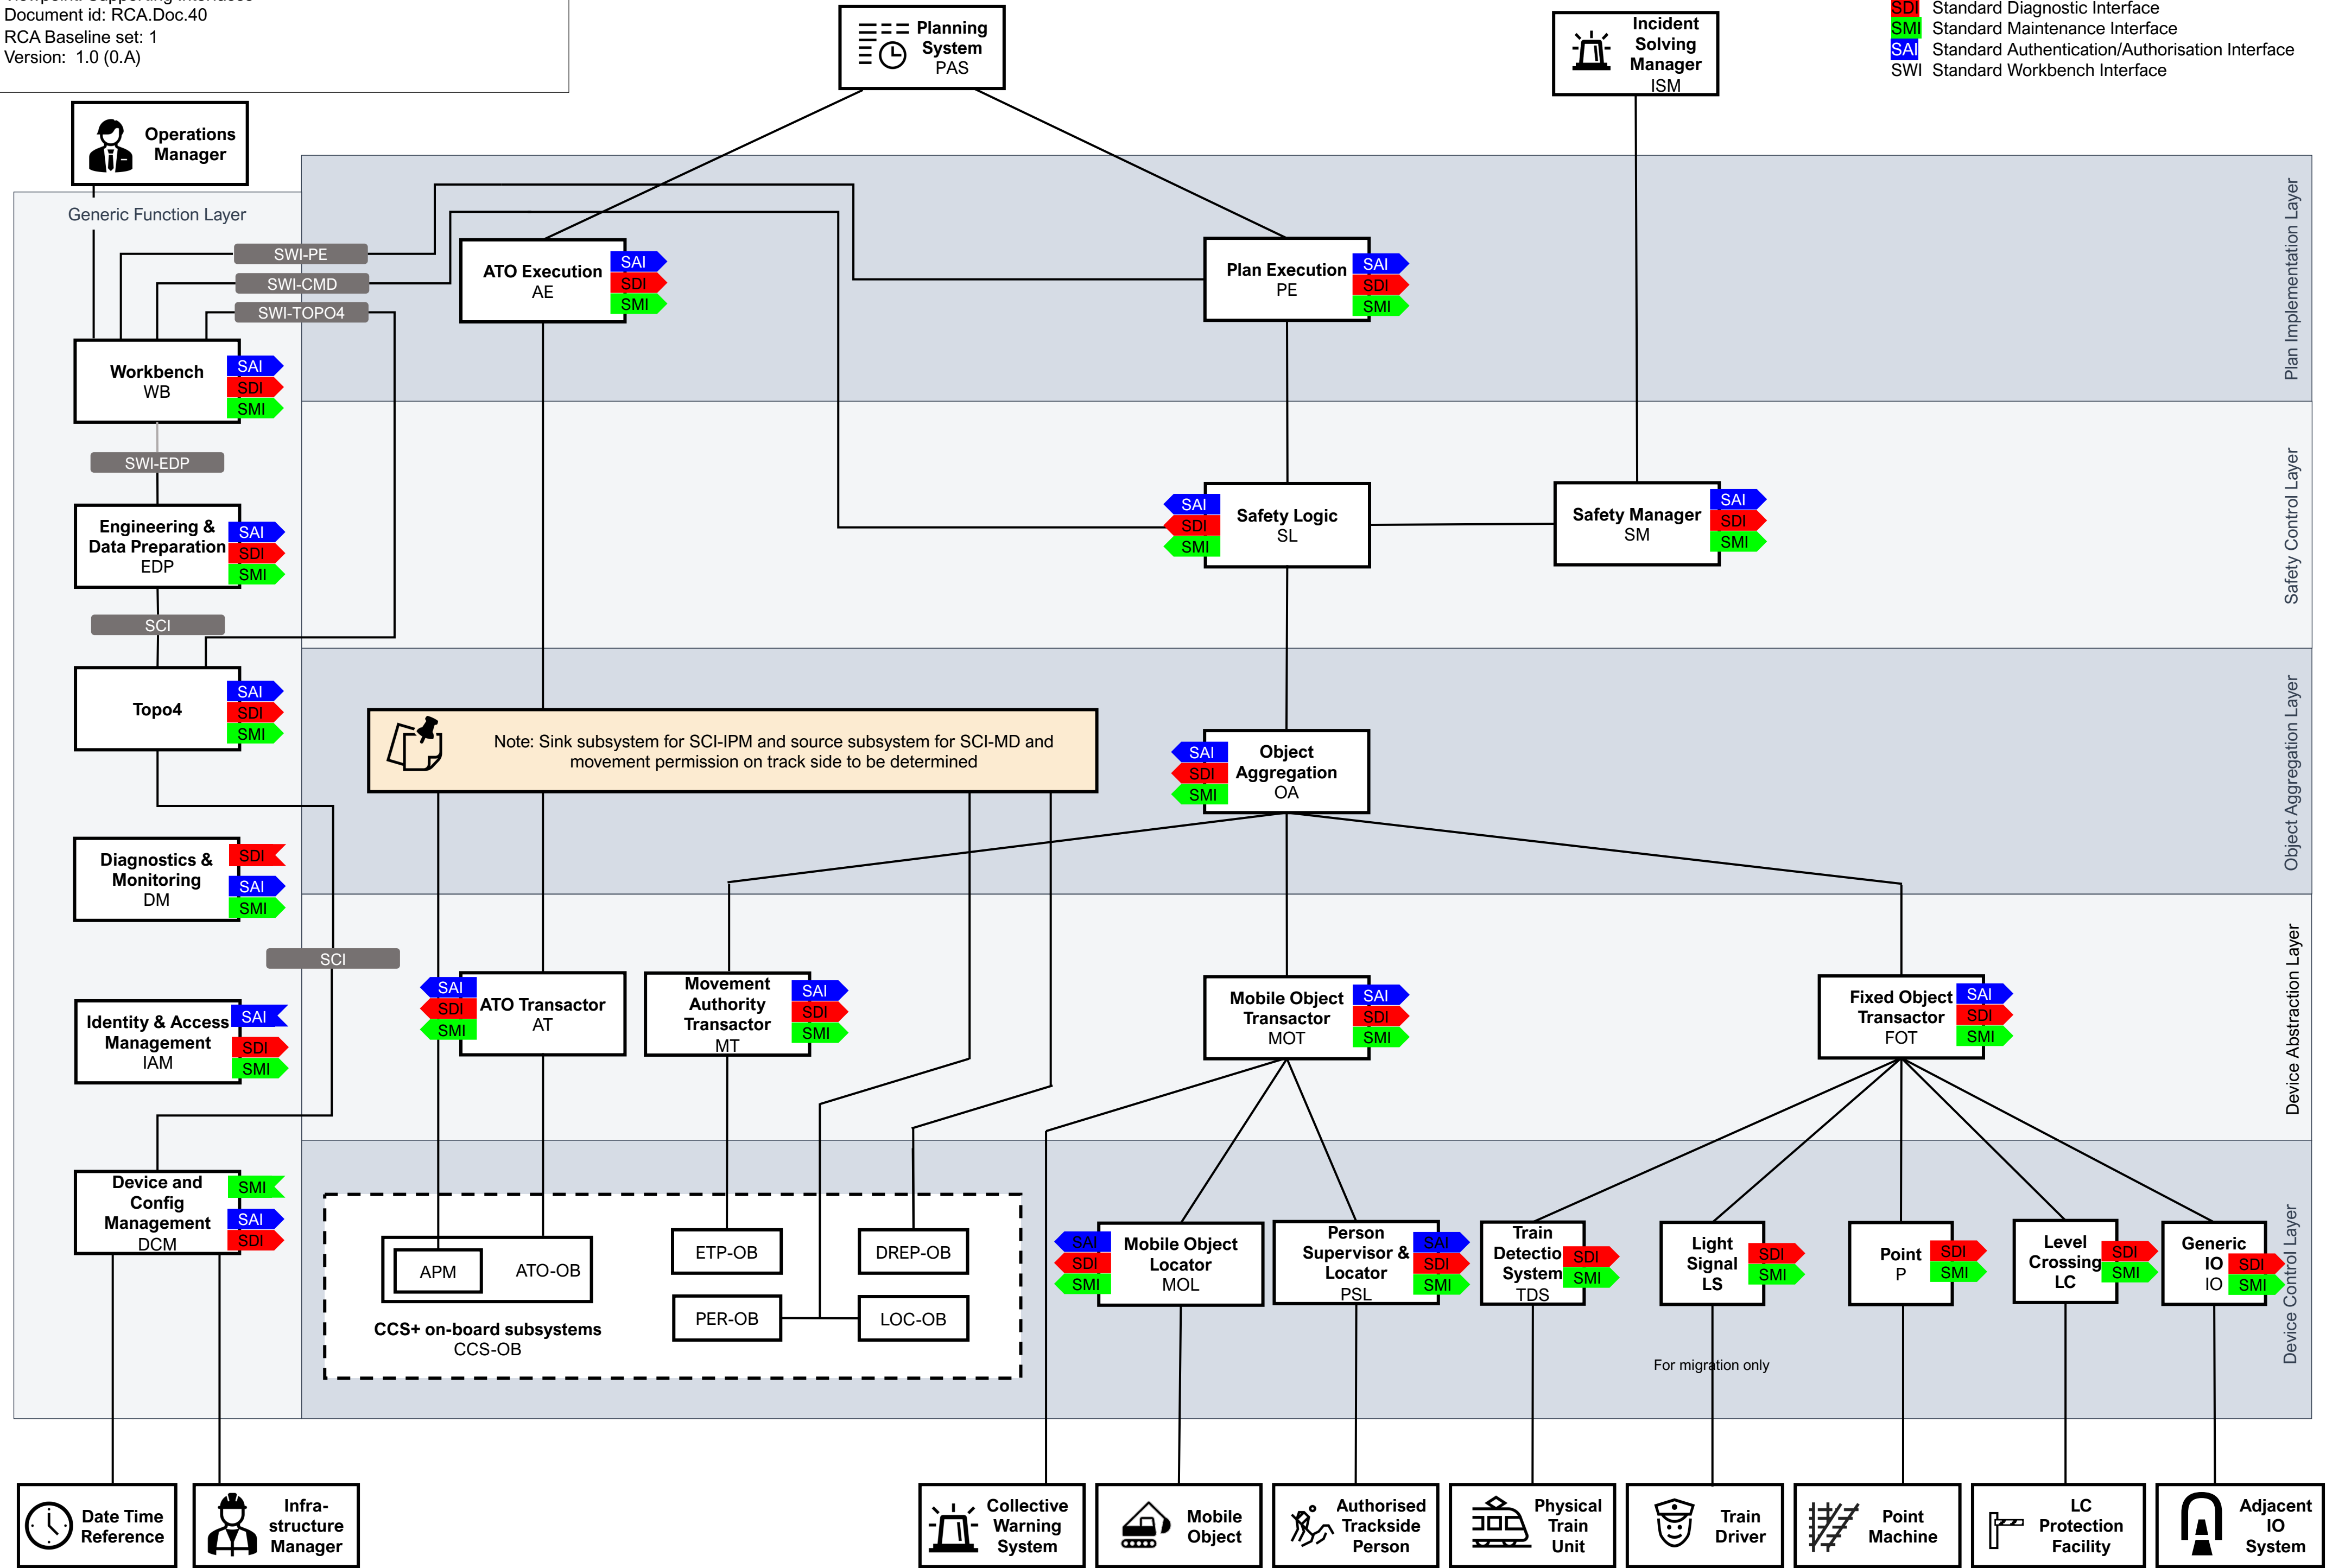 Document id: RCA.Doc.40
RCA Baseline set: 1
Version:  1.0 (0.A)
Planning
System
PAS
Incident
Solving
Manager
ISM
SDI Standard Diagnostic Interface
SMI Standard Maintenance Interface
SAI Standard Authentication/Authorisation Interface
SWI Standard Workbench Interface
Operations
Manager
Generic Function Layer
Plan Implementation Layer
SWI-PE
SWI-CMD
SWI-TOPO4
ATO Execution
AE
SAI
SDI
SMI
Plan Execution
PE
SAI
SDI
SMI
Workbench
WB
SAI
SDI
SMI
SWI-EDP
Safety Control Layer
Engineering &
Data Preparation
EDP
SAI
SDI
SMI
SAI
SDI
SMI
Safety Logic
SL
Safety Manager
SM
SAI
SDI
SMI
SCI
Object Aggregation Layer
Topo4
SAI
SDI
SMI
Note: Sink subsystem for SCI-IPM and source subsystem for SCI-MD and
movement permission on track side to be determined
SAI
SDI
SMI
Object
Aggregation
OA
Diagnostics &
Monitoring
DM
SDI
SAI
SMI
SCI
Device Abstraction Layer
Identity & Access
Management
IAM
SAI
SDI
SMI
SAI
SDI
SMI
ATO Transactor
AT
Movement
Authority
Transactor
MT
SAI
SDI
SMI
Mobile Object
Transactor
MOT
SAI
SDI
SMI
Fixed Object
Transactor
FOT
SAI
SDI
SMI
Device and
Config
Management
DCM
SMI
SAI
SDI
Device Control Layer
APM
ATO-OB
CCS+ on-board subsystems
CCS-OB
ETP-OB
DREP-OB
PER-OB
LOC-OB
SAI
SDI
SMI
Mobile Object
Locator
MOL
Person
Supervisor &
Locator
PSL
SAI
SDI
SMI
Train
Detectio
System
TDS
SDI
SMI
Light
Signal
LS
SDI
SMI
Point
P
SDI
SMI
Level
Crossing
LC
SDI
SMI
Generic
IO
IO
SDI
SMI
For migration only
Date Time
Reference
Infra-
structure
Manager
Collective
Warning
System
Mobile
Object
Authorised
Trackside
Person
Physical
Train
Unit
Train
Driver
Point
Machine
LC
Protection
Facility
Adjacent
IO
System